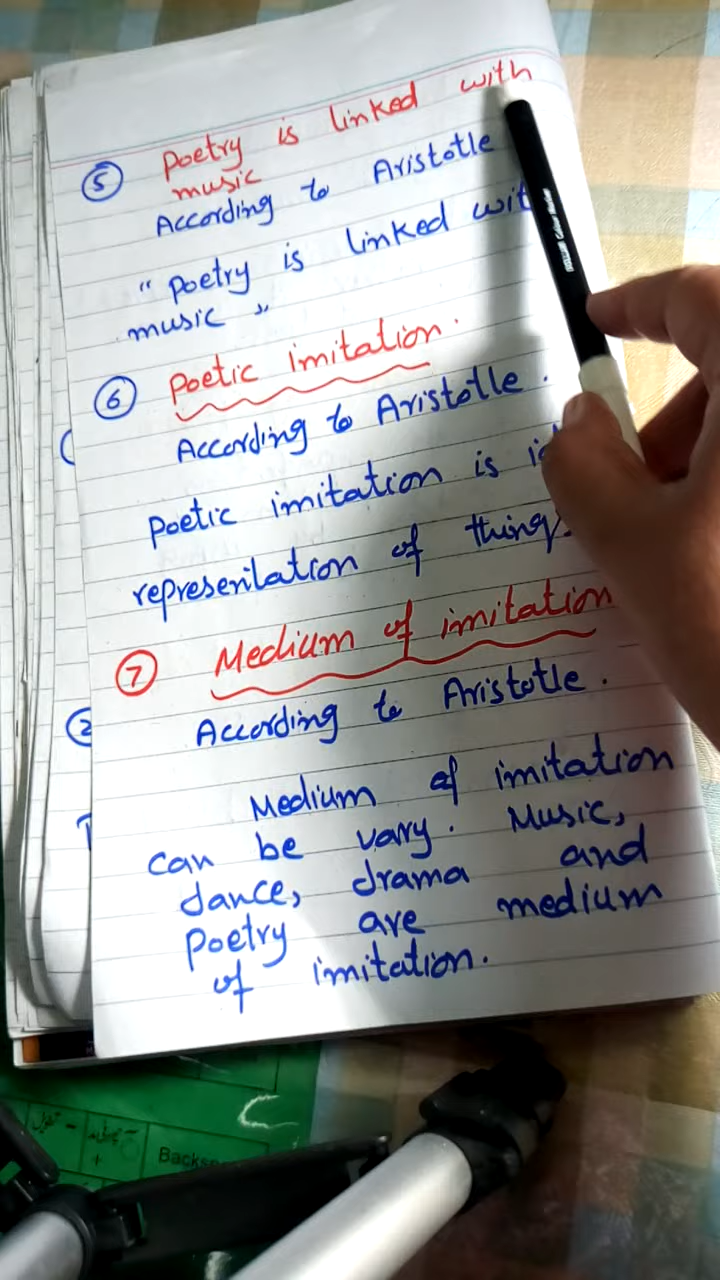 ⑤ Poetry is linked with
music
According to Aristotle
" Poetry is linked wit
music "
⑥ Poetic imitation.
According to Aristotle.
Poetic imitation is
representation of things
⑦ Medium of imitation
According to Aristotle.
Medium of imitation
can be vary. Music,
dance, drama and
Poetry are medium
of imitation.
②